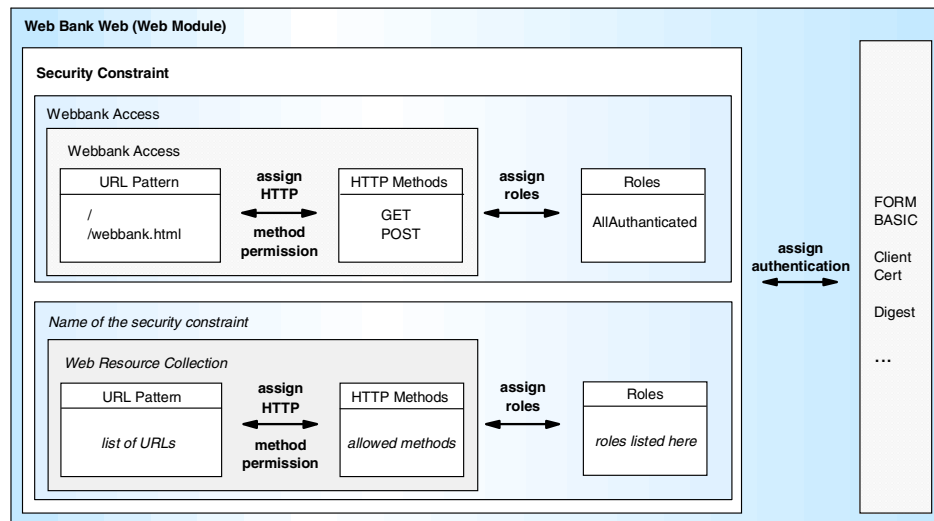 Web Bank Web (Web Module)
Security Constraint
Webbank Access
Webbank Access
URL Pattern
/
/webbank.html
assign
HTTP
method
permission
HTTP Methods
GET
POST
assign
roles
Roles
AllAuthanticated
Name of the security constraint
Web Resource Collection
URL Pattern
list of URLs
assign
HTTP
method
permission
HTTP Methods
allowed methods
assign
roles
Roles
roles listed here
assign
authentication
FORM
BASIC
Client
Cert
Digest
...